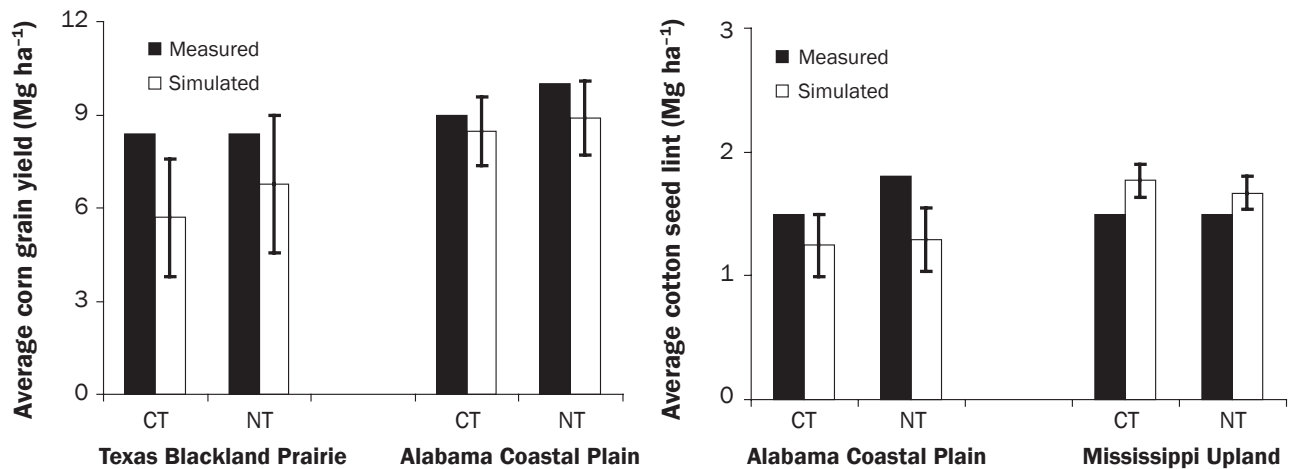 Average corn grain yield (Mg ha⁻¹)
12
9
6
3
0
Measured
Simulated
CT NT CT NT
Texas Blackland Prairie Alabama Coastal Plain
Average cotton seed lint (Mg ha⁻¹)
3
2
1
0
Measured
Simulated
CT NT CT NT
Alabama Coastal Plain Mississippi Upland